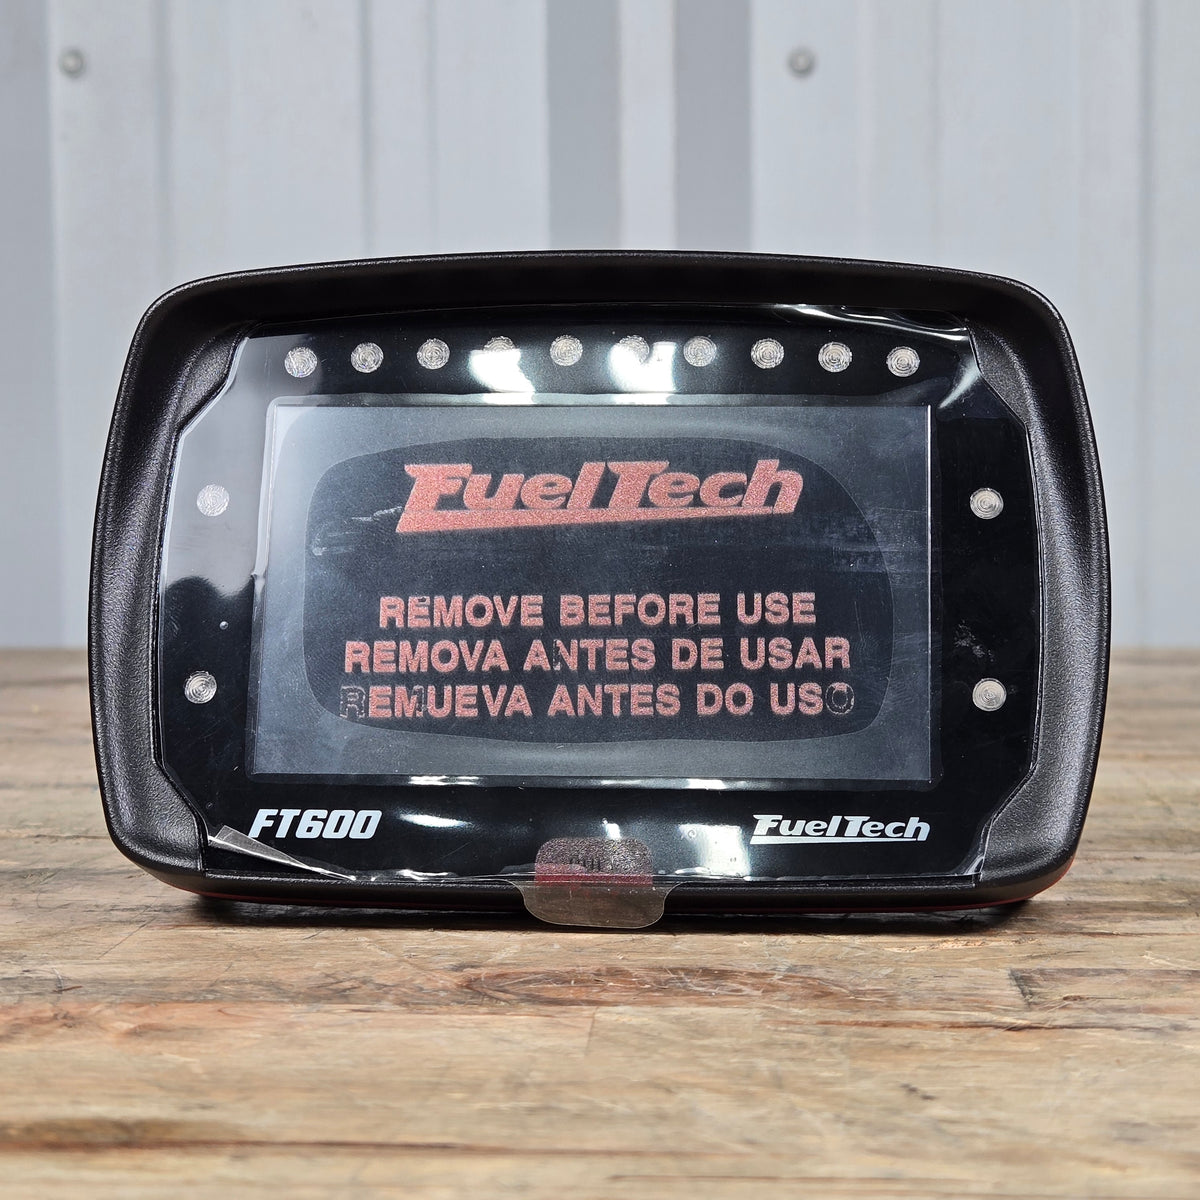 FuelTech
REMOVE BEFORE USE
REMOVA ANTES DE USAR
REMUEVA ANTES DO USO
FT600
FuelTech